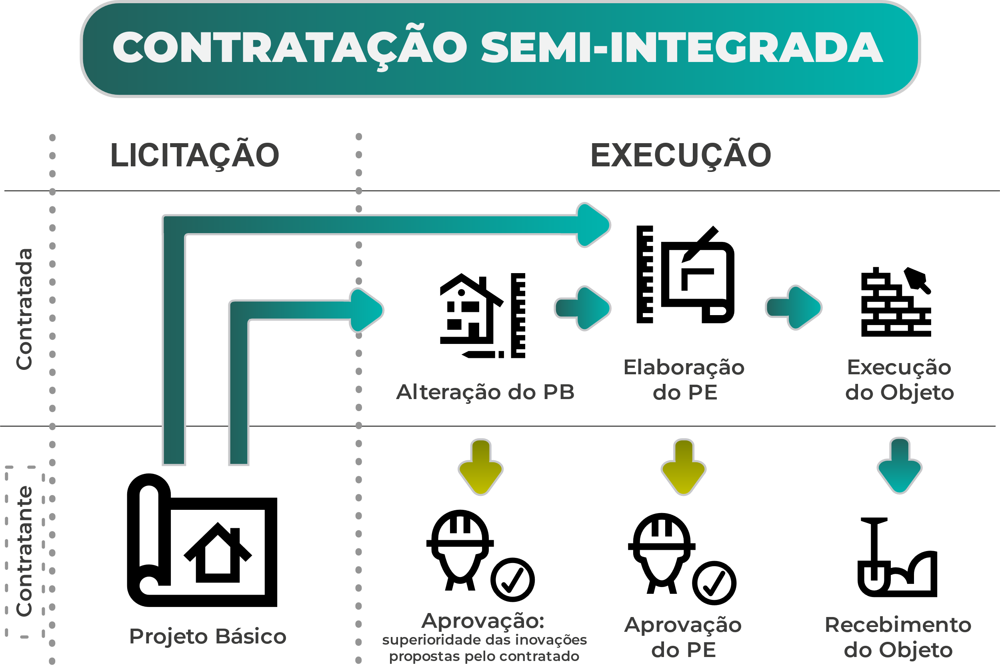 CONTRATAÇÃO SEMI-INTEGRADA
LICITAÇÃO
EXECUÇÃO
Contratada
Alteração do PB
Elaboração
do PE
Execução
do Objeto
Contratante
Projeto Básico
Aprovação:
superioridade das inovações
propostas pelo contratado
Aprovação
do PE
Recebimento
do Objeto